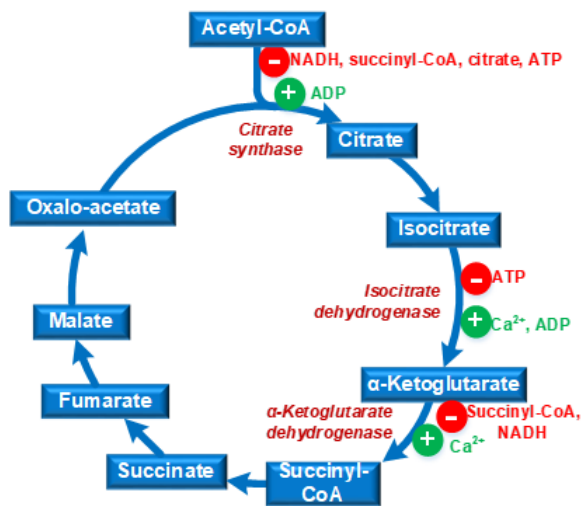 Acetyl-CoA
NADH, succinyl-CoA, citrate, ATP
ADP
Citrate
synthase
Citrate
Oxalo-acetate
Isocitrate
ATP
Isocitrate
dehydrogenase
Ca²⁺, ADP
Malate
α-Ketoglutarate
Fumarate
α-Ketoglutarate
dehydrogenase
Succinyl-CoA,
NADH
Ca²⁺
Succinate
Succinyl-
CoA